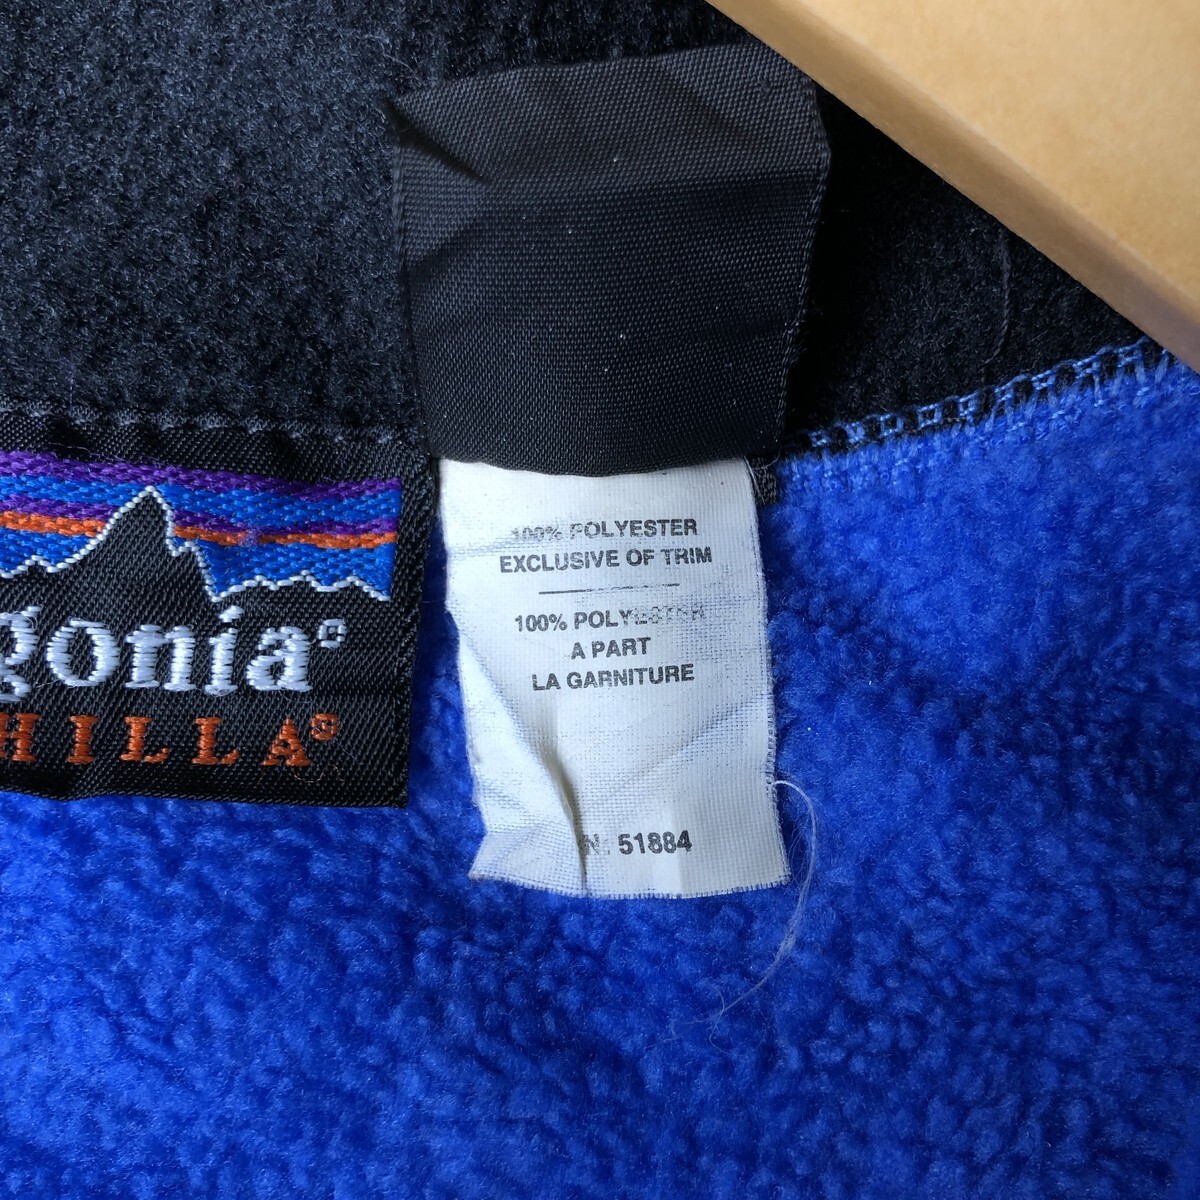 gonia®
HILLA®
100% POLYESTER
EXCLUSIVE OF TRIM
100% POLYESTER
A PART
LA GARNITURE
N. 51884